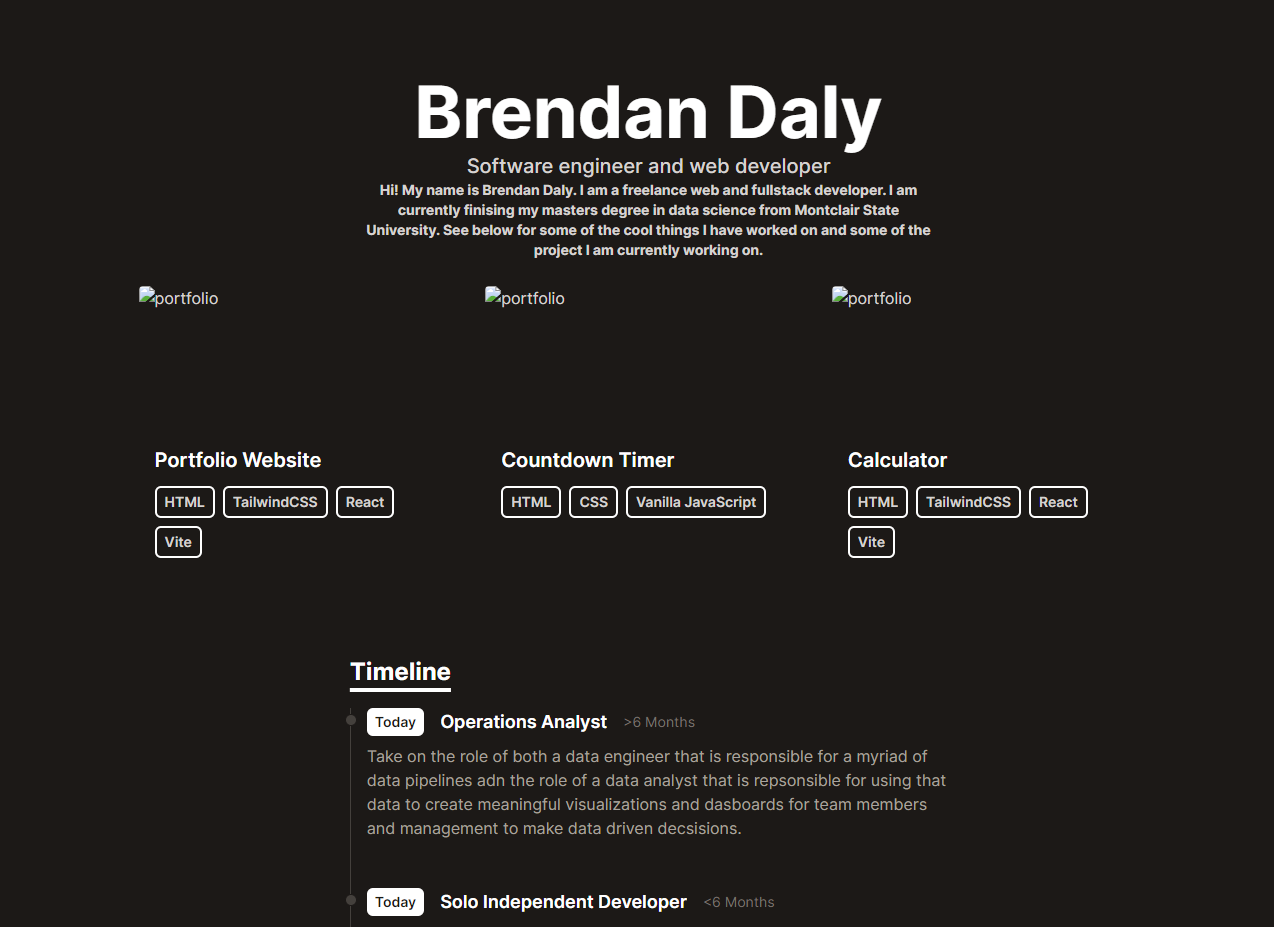 Brendan Daly
Software engineer and web developer
Hi! My name is Brendan Daly. I am a freelance web and fullstack developer. I am
currently finising my masters degree in data science from Montclair State
University. See below for some of the cool things I have worked on and some of the
project I am currently working on.
portfolio portfolio portfolio
Portfolio Website Countdown Timer Calculator
HTML TailwindCSS React HTML CSS Vanilla JavaScript HTML TailwindCSS React
Vite Vite
Timeline
Today Operations Analyst >6 Months
Take on the role of both a data engineer that is responsible for a myriad of
data pipelines adn the role of a data analyst that is repsonsible for using that
data to create meaningful visualizations and dasboards for team members
and management to make data driven decsisions.
Today Solo Independent Developer <6 Months